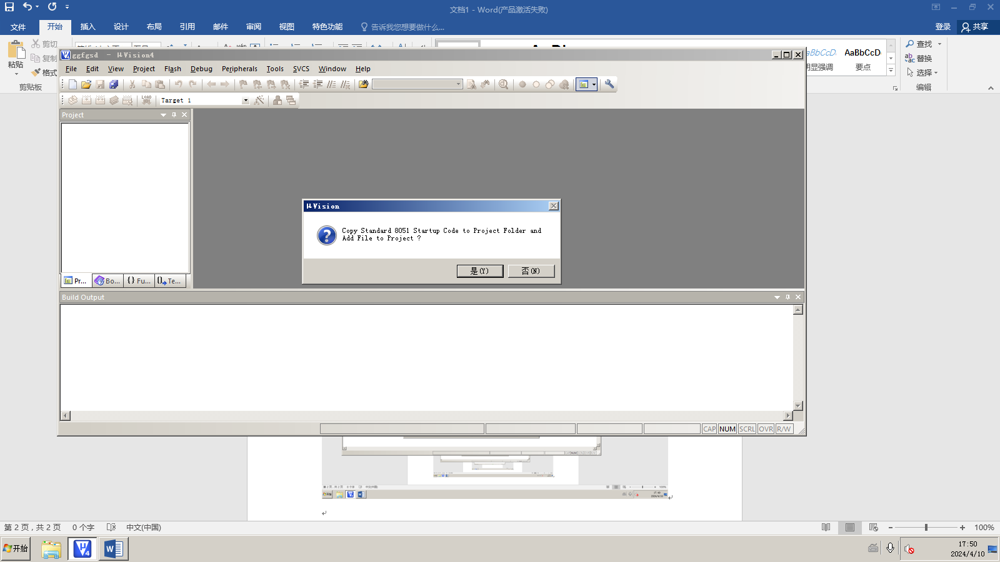 文档1 - Word(产品激活失败)
文件 开始 插入 设计 布局 引用 邮件 审阅 视图 特色功能 告诉我您想要做什么... 登录 共享
粘贴 剪切
复制
格式
剪贴板
AaBbCcD AaBbCcD
明显强调 要点
查找
替换
选择
编辑
ggfgsd - μVision4
File Edit View Project Flash Debug Peripherals Tools SVCS Window Help
LOAD Target 1
Project
μVision
Copy Standard 8051 Startup Code to Project Folder and
Add File to Project ?
是(Y) 否(N)
Pr... Bo... {} Fu... Te...
Build Output
CAP NUM SCRL OVR R/W
第 2 页，共 2 页 0 个字 中文(中国) 100%
开始
17:50
2024/4/10